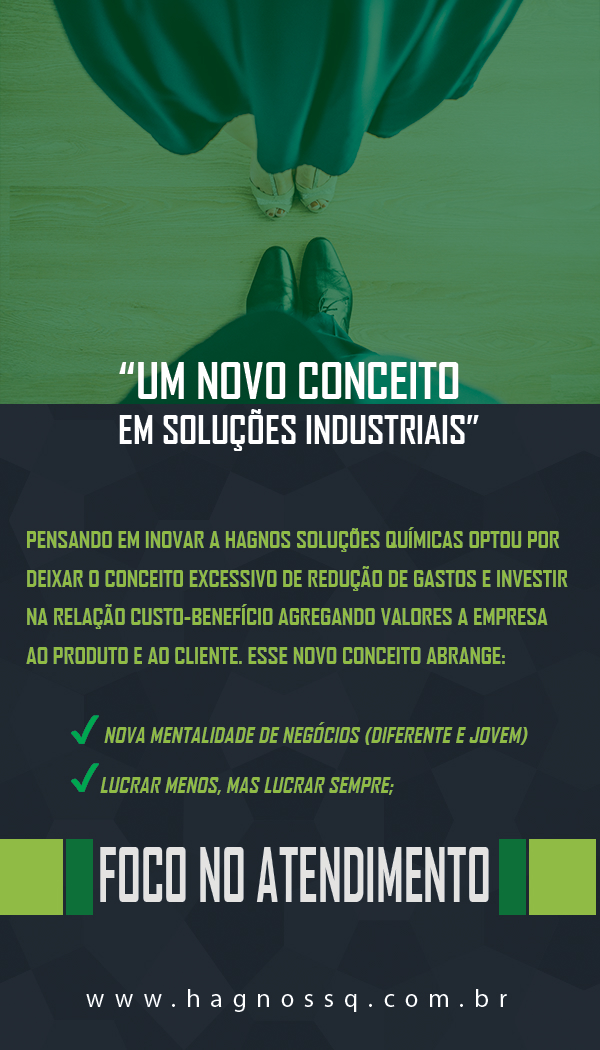 “UM NOVO CONCEITO
EM SOLUÇÕES INDUSTRIAIS”
PENSANDO EM INOVAR A HAGNOS SOLUÇÕES QUÍMICAS OPTOU POR
DEIXAR O CONCEITO EXCESSIVO DE REDUÇÃO DE GASTOS E INVESTIR
NA RELAÇÃO CUSTO-BENEFÍCIO AGREGANDO VALORES A EMPRESA
AO PRODUTO E AO CLIENTE. ESSE NOVO CONCEITO ABRANGE:
NOVA MENTALIDADE DE NEGÓCIOS (DIFERENTE E JOVEM)
LUCRAR MENOS, MAS LUCRAR SEMPRE;
FOCO NO ATENDIMENTO
www.hagnossq.com.br